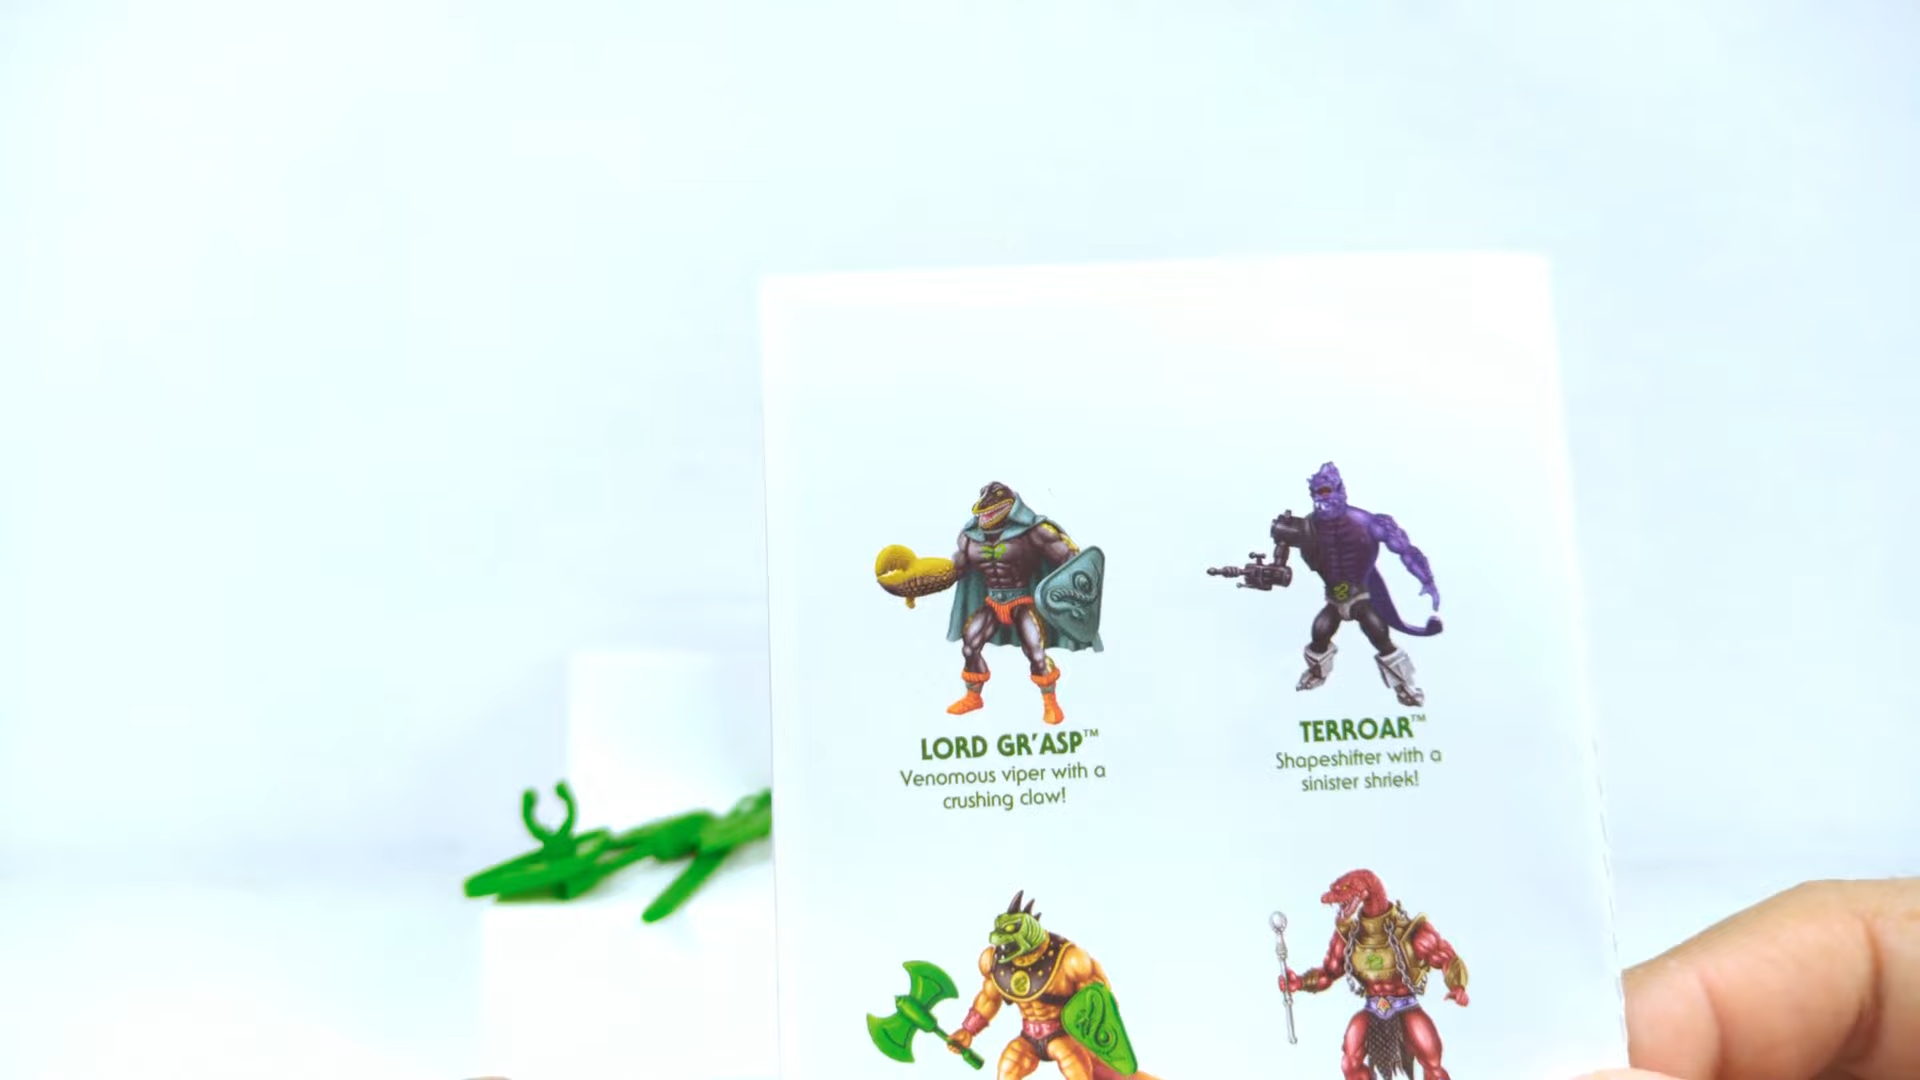 LORD GR'ASP™
Venomous viper with a
crushing claw!
TERROAR™
Shapeshifter with a
sinister shriek!